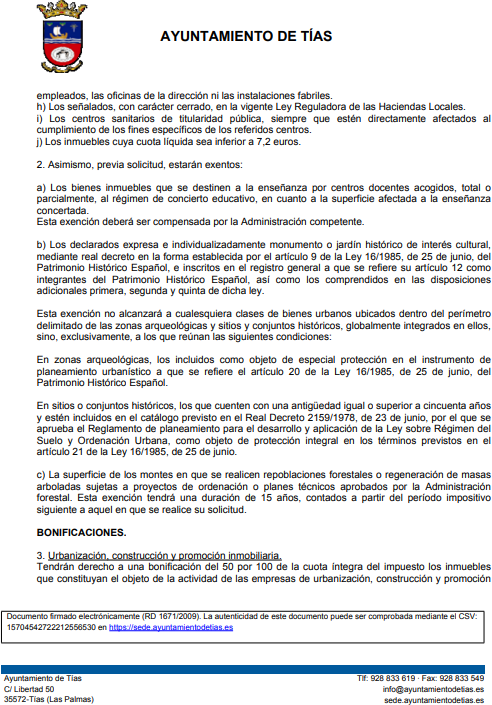 AYUNTAMIENTO DE TÍAS
empleados, las oficinas de la dirección ni las instalaciones fabriles.
h) Los señalados, con carácter cerrado, en la vigente Ley Reguladora de las Haciendas Locales.
i) Los centros sanitarios de titularidad pública, siempre que estén directamente afectados al
cumplimiento de los fines específicos de los referidos centros.
j) Los inmuebles cuya cuota líquida sea inferior a 7,2 euros.
2. Asimismo, previa solicitud, estarán exentos:
a) Los bienes inmuebles que se destinen a la enseñanza por centros docentes acogidos, total o
parcialmente, al régimen de concierto educativo, en cuanto a la superficie afectada a la enseñanza
concertada.
Esta exención deberá ser compensada por la Administración competente.
b) Los declarados expresa e individualizadamente monumento o jardín histórico de interés cultural,
mediante real decreto en la forma establecida por el artículo 9 de la Ley 16/1985, de 25 de junio, del
Patrimonio Histórico Español, e inscritos en el registro general a que se refiere su artículo 12 como
integrantes del Patrimonio Histórico Español, así como los comprendidos en las disposiciones
adicionales primera, segunda y quinta de dicha ley.
Esta exención no alcanzará a cualesquiera clases de bienes urbanos ubicados dentro del perímetro
delimitado de las zonas arqueológicas y sitios y conjuntos históricos, globalmente integrados en ellos,
sino, exclusivamente, a los que reúnan las siguientes condiciones:
En zonas arqueológicas, los incluidos como objeto de especial protección en el instrumento de
planeamiento urbanístico a que se refiere el artículo 20 de la Ley 16/1985, de 25 de junio, del
Patrimonio Histórico Español.
En sitios o conjuntos históricos, los que cuenten con una antigüedad igual o superior a cincuenta años
y estén incluidos en el catálogo previsto en el Real Decreto 2159/1978, de 23 de junio, por el que se
aprueba el Reglamento de planeamiento para el desarrollo y aplicación de la Ley sobre Régimen del
Suelo y Ordenación Urbana, como objeto de protección integral en los términos previstos en el
artículo 21 de la Ley 16/1985, de 25 de junio.
c) La superficie de los montes en que se realicen repoblaciones forestales o regeneración de masas
arboladas sujetas a proyectos de ordenación o planes técnicos aprobados por la Administración
forestal. Esta exención tendrá una duración de 15 años, contados a partir del período impositivo
siguiente a aquel en que se realice su solicitud.
BONIFICACIONES.
3. Urbanización, construcción y promoción inmobiliaria.
Tendrán derecho a una bonificación del 50 por 100 de la cuota íntegra del impuesto los inmuebles
que constituyan el objeto de la actividad de las empresas de urbanización, construcción y promoción
Documento firmado electrónicamente (RD 1671/2009). La autenticidad de este documento puede ser comprobada mediante el CSV:
15704542722212556530 en https://sede.ayuntamientodetias.es
Ayuntamiento de Tías
C/ Libertad 50
35572-Tías (Las Palmas)
Tlf: 928 833 619 · Fax: 928 833 549
info@ayuntamientodetias.es
sede.ayuntamientodetias.es